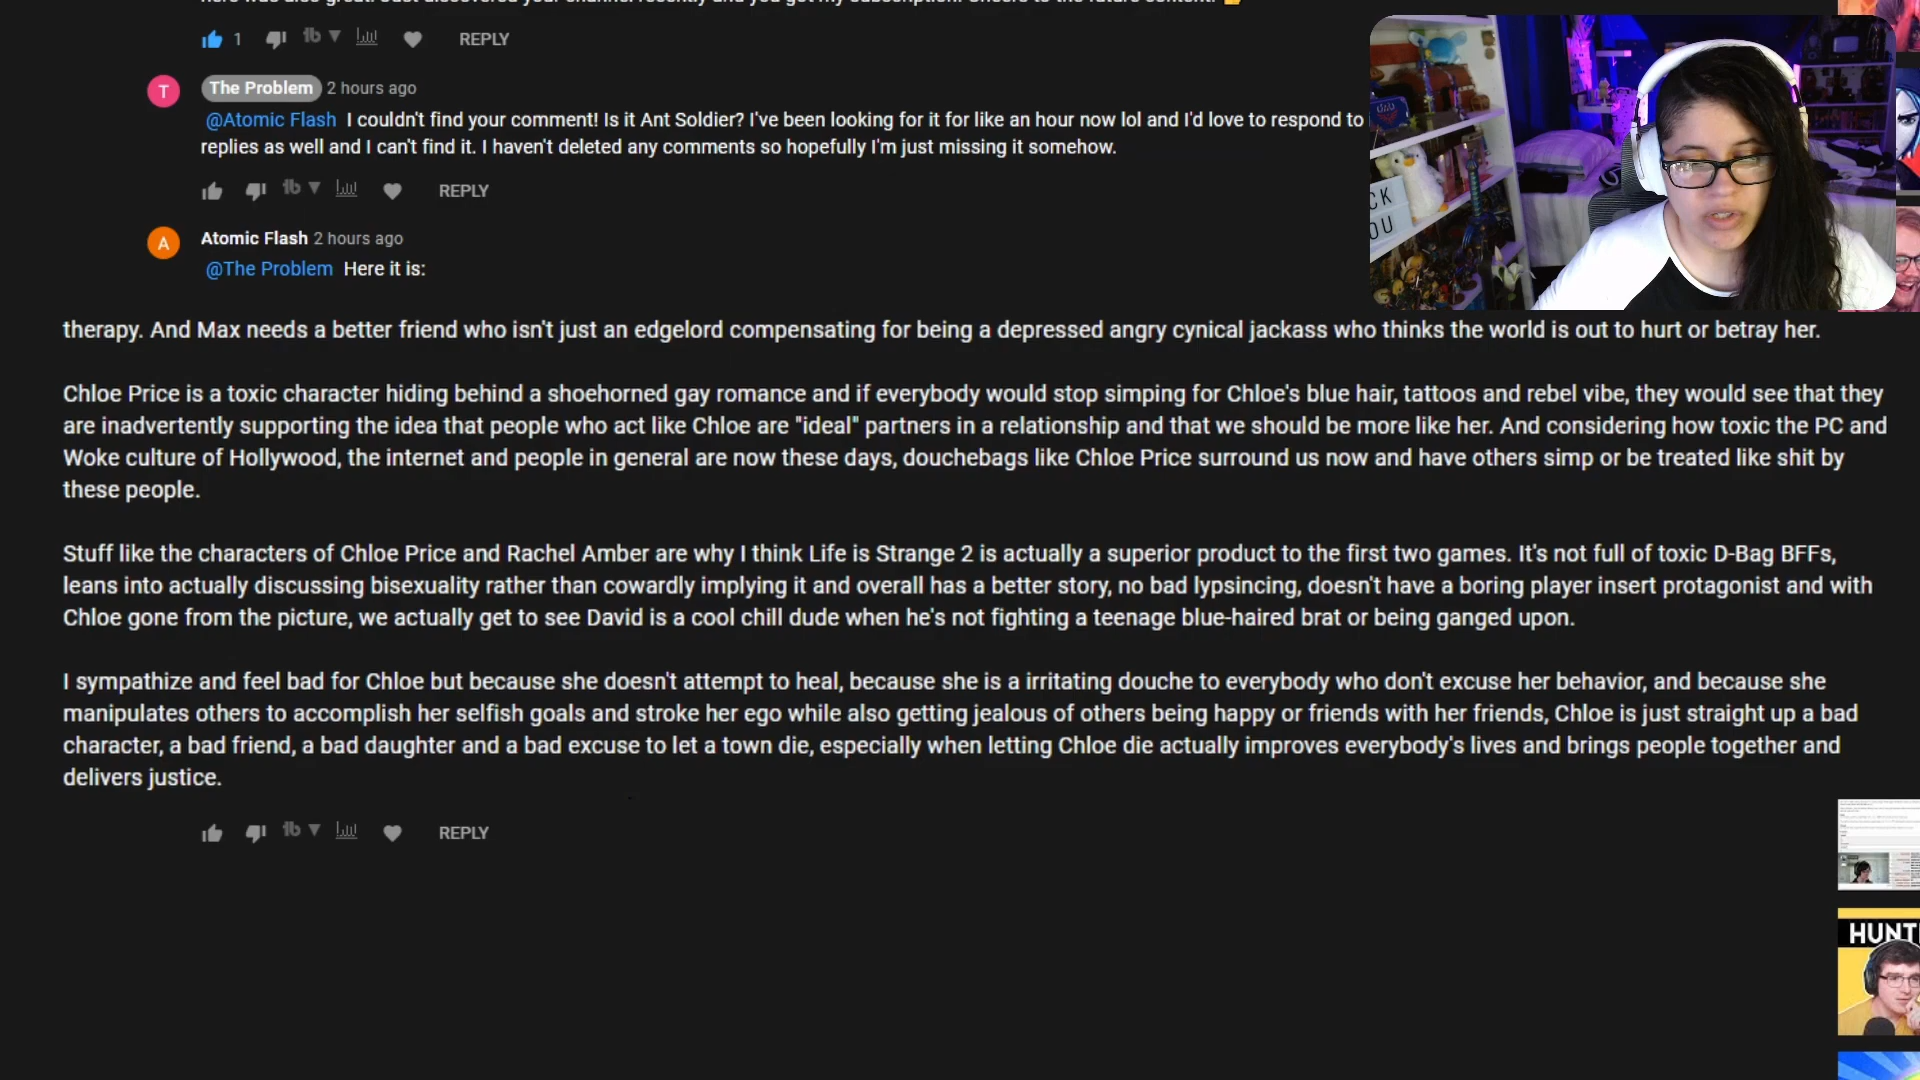 1 REPLY
T The Problem 2 hours ago
@Atomic Flash I couldn't find your comment! Is it Ant Soldier? I've been looking for it for like an hour now lol and I'd love to respond to
replies as well and I can't find it. I haven't deleted any comments so hopefully I'm just missing it somehow.
REPLY
A Atomic Flash 2 hours ago
@The Problem Here it is:
CK
OU
therapy. And Max needs a better friend who isn't just an edgelord compensating for being a depressed angry cynical jackass who thinks the world is out to hurt or betray her.
Chloe Price is a toxic character hiding behind a shoehorned gay romance and if everybody would stop simping for Chloe's blue hair, tattoos and rebel vibe, they would see that they
are inadvertently supporting the idea that people who act like Chloe are "ideal" partners in a relationship and that we should be more like her. And considering how toxic the PC and
Woke culture of Hollywood, the internet and people in general are now these days, douchebags like Chloe Price surround us now and have others simp or be treated like shit by
these people.
Stuff like the characters of Chloe Price and Rachel Amber are why I think Life is Strange 2 is actually a superior product to the first two games. It's not full of toxic D-Bag BFFs,
leans into actually discussing bisexuality rather than cowardly implying it and overall has a better story, no bad lypsincing, doesn't have a boring player insert protagonist and with
Chloe gone from the picture, we actually get to see David is a cool chill dude when he's not fighting a teenage blue-haired brat or being ganged upon.
I sympathize and feel bad for Chloe but because she doesn't attempt to heal, because she is a irritating douche to everybody who don't excuse her behavior, and because she
manipulates others to accomplish her selfish goals and stroke her ego while also getting jealous of others being happy or friends with her friends, Chloe is just straight up a bad
character, a bad friend, a bad daughter and a bad excuse to let a town die, especially when letting Chloe die actually improves everybody's lives and brings people together and
delivers justice.
REPLY
HUNT